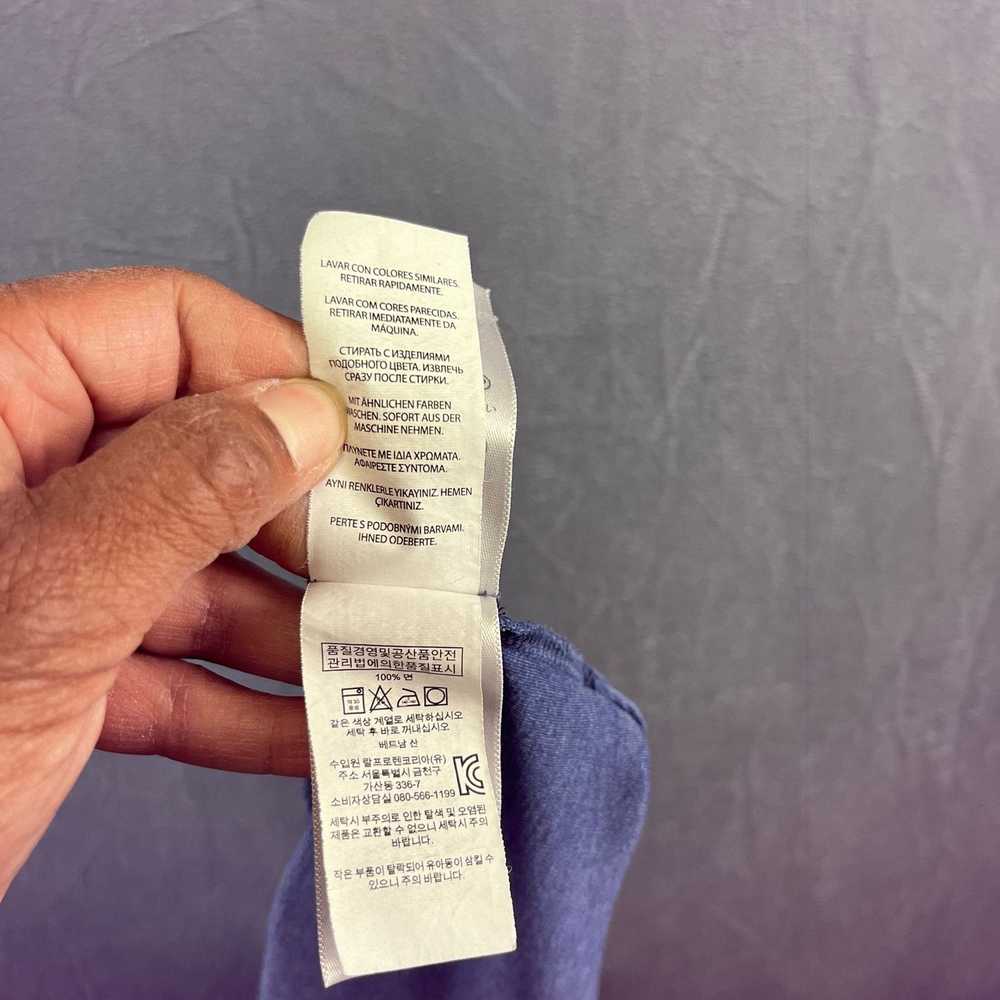 LAVAR CON COLORES SIMILARES.
RETIRAR RAPIDAMENTE.
LAVAR COM CORES PARECIDAS.
RETIRAR IMEDIATAMENTE DA
MÁQUINA.
СТИРАТЬ С ИЗДЕЛИЯМИ
ПОДОБНОГО ЦВЕТА. ИЗВЛЕЧЬ
СРАЗУ ПОСЛЕ СТИРКИ.
MIT ÄHNLICHEN FARBEN
WASCHEN. SOFORT AUS DER
MASCHINE NEHMEN.
ΠΛΥΝΕΤΕ ΜΕ ΙΔΙΑ ΧΡΩΜΑΤΑ.
ΑΦΑΙΡΕΣΤΕ ΣΥΝΤΟΜΑ.
AYNI RENKLERLE YIKAYINIZ. HEMEN
ÇIKARTINIZ.
PERTE S PODOBNÝMI BARVAMI.
IHNED ODEBERTE.
품질경영및공산품안전
관리법에의한품질표시
100% 면
같은 색상 계열로 세탁하십시오
세탁 후 바로 꺼내십시오
베트남 산
수입원 랄프로렌코리아(유)
주소 서울특별시 금천구
가산동 336-7
소비자상담실 080-566-1199
세탁시 부주의로 인한 탈색 및 오염된
제품은 교환할 수 없으니 세탁시 주의
바랍니다.
작은 부품이 탈락되어 유아동이 삼킬 수
있으니 주의 바랍니다.